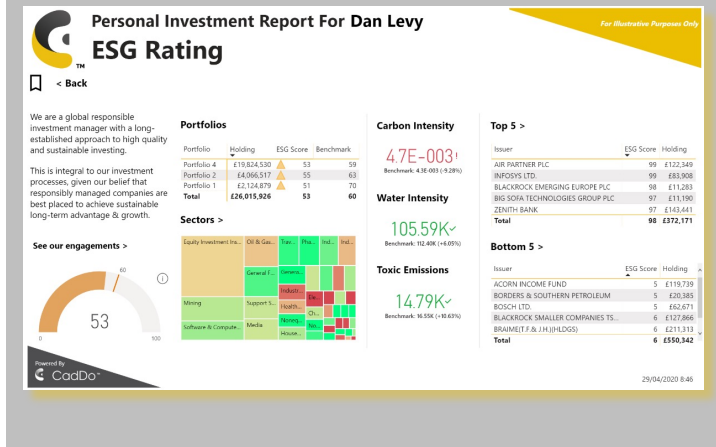 Personal Investment Report For Dan Levy
For Illustrative Purposes Only
ESG Rating
TM
< Back
We are a global responsible
investment manager with a long-
established approach to high quality
and sustainable investing.
This is integral to our investment
processes, given our belief that
responsibly managed companies are
best placed to achieve sustainable
long-term advantage & growth.
See our engagements >
60
53
0 100
Powered By
CadDo
Portfolios
Portfolio Holding ESG Score Benchmark
Portfolio 4 £19,824,530 53 59
Portfolio 2 £4,066,517 55 63
Portfolio 1 £2,124,879 51 70
Total £26,015,926 53 60
Sectors >
Equity Investment Ins... Oil & Gas... Trav... Pha... Ind... Ind...
General F... Genera...
Industr...
Mining Support S... Health... De...
Ch...
Software & Compute... Media Noneq... No...
House...
Carbon Intensity
4.7E-003!
Benchmark: 4.3E-003 (-9.28%)
Water Intensity
105.59K
Benchmark: 112.40K (+6.05%)
Toxic Emissions
14.79K
Benchmark: 16.55K (+10.63%)
Top 5 >
Issuer ESG Score Holding
AIR PARTNER PLC 99 £122,349
INFOSYS LTD. 99 £83,908
BLACKROCK EMERGING EUROPE PLC 98 £11,283
BIG SOFA TECHNOLOGIES GROUP PLC 97 £11,190
ZENITH BANK 97 £143,441
Total 98 £372,171
Bottom 5 >
Issuer ESG Score Holding
ACORN INCOME FUND 5 £119,739
BORDERS & SOUTHERN PETROLEUM 5 £20,385
BOSCH LTD. 5 £62,671
BLACKROCK SMALLER COMPANIES TS... 6 £127,866
BRAIME(T.F.& J.H.)(HLDGS) 6 £211,313
Total 6 £550,342
29/04/2020 8:46